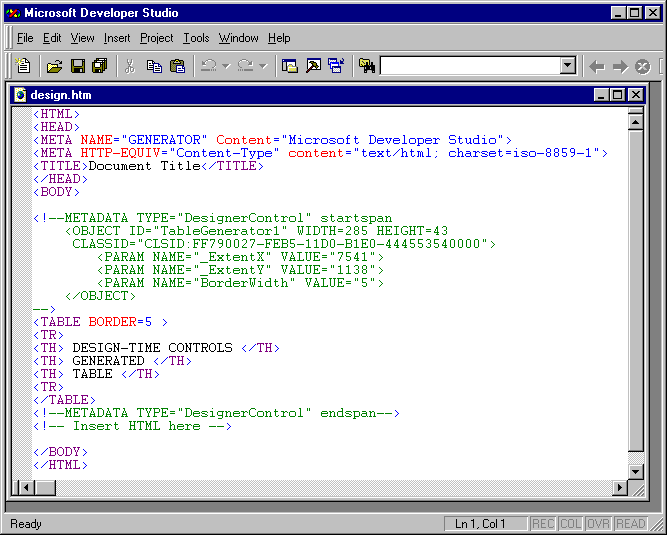 Microsoft Developer Studio
File Edit View Insert Project Tools Window Help
design.htm
<HTML>
<HEAD>
<META NAME="GENERATOR" Content="Microsoft Developer Studio">
<META HTTP-EQUIV="Content-Type" content="text/html; charset=iso-8859-1">
<TITLE>Document Title</TITLE>
</HEAD>
<BODY>
<!--METADATA TYPE="DesignerControl" startspan
<OBJECT ID="TableGenerator1" WIDTH=285 HEIGHT=43
CLASSID="CLSID:FF790027-FEB5-11D0-B1E0-444553540000">
<PARAM NAME="_ExtentX" VALUE="7541">
<PARAM NAME="_ExtentY" VALUE="1138">
<PARAM NAME="BorderWidth" VALUE="5">
</OBJECT>
-->
<TABLE BORDER=5 >
<TR>
<TH> DESIGN-TIME CONTROLS </TH>
<TH> GENERATED </TH>
<TH> TABLE </TH>
<TR>
</TABLE>
<!--METADATA TYPE="DesignerControl" endspan-->
<!-- Insert HTML here -->
</BODY>
</HTML>
Ready Ln 1, Col 1 REC COL OVR READ